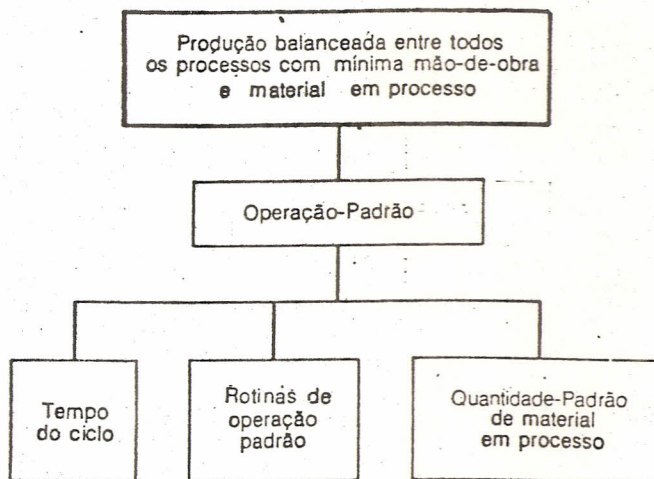 Produção balanceada entre todos
os processos com mínima mão-de-obra
e material em processo
Operação-Padrão
Tempo
do ciclo
Rotinas de
operação
padrão
Quantidade-Padrão
de material
em processo